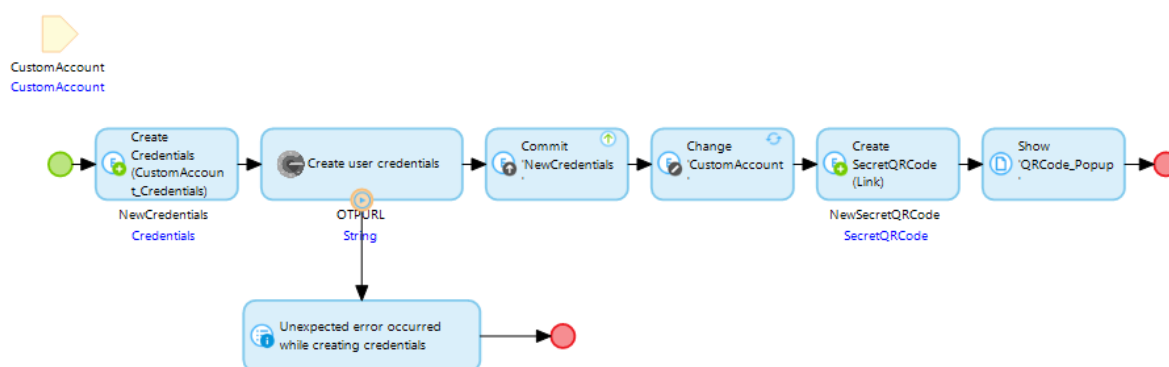 CustomAccount
CustomAccount
Create
Credentials
(CustomAccoun
t_Credentials)
NewCredentials
Credentials
Create user credentials
OTPURL
String
Commit
'NewCredentials
'
Change
'CustomAccount
'
Create
SecretQRCode
(Link)
NewSecretQRCode
SecretQRCode
Show
'QRCode_Popup
'
Unexpected error occurred
while creating credentials